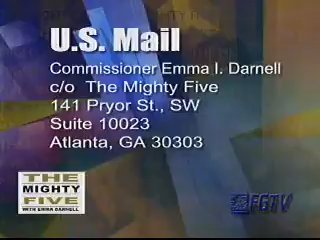 U.S. Mail
Commissioner Emma I. Darnell
c/o The Mighty Five
141 Pryor St., SW
Suite 10023
Atlanta, GA 30303
THE
MIGHTY
FIVE
WITH EMMA DARNELL
FGTV